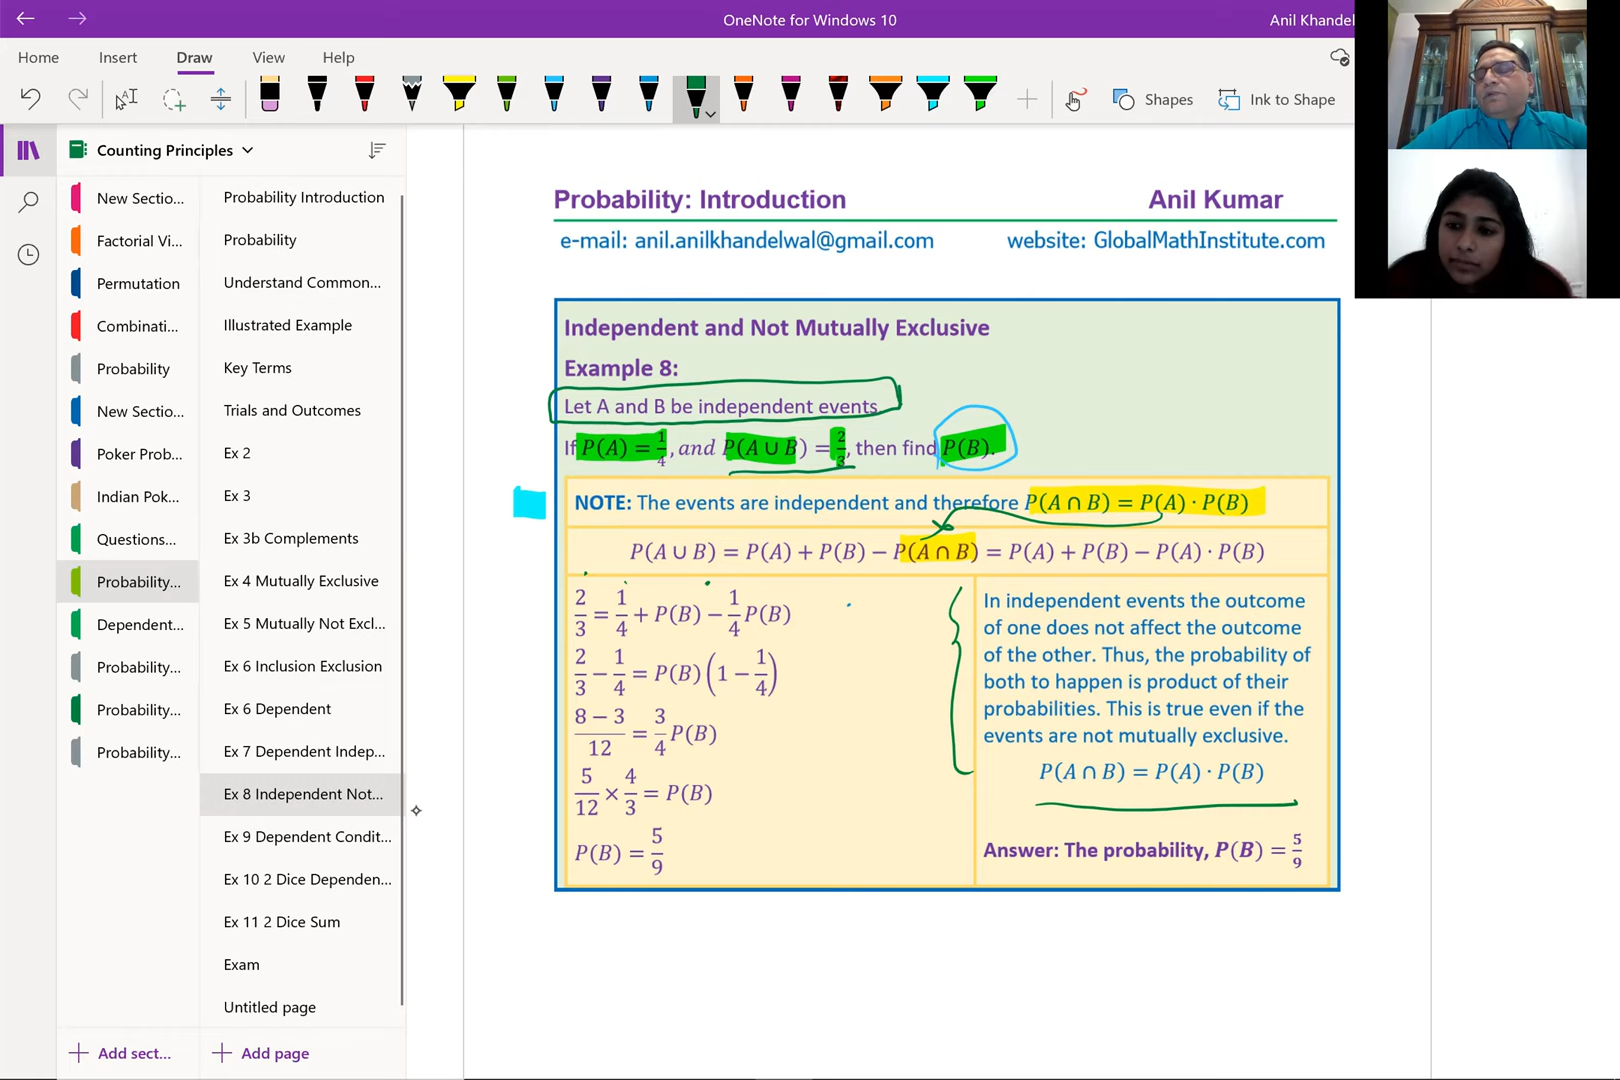 OneNote for Windows 10
Anil Khandel
Home Insert Draw View Help
Shapes Ink to Shape
Counting Principles
New Sectio...
Factorial Vi...
Permutation
Combinati...
Probability
New Sectio...
Poker Prob...
Indian Pok...
Questions...
Probability...
Dependent...
Probability...
Probability...
Probability...
Add sect...
Probability Introduction
Probability
Understand Common...
Illustrated Example
Key Terms
Trials and Outcomes
Ex 2
Ex 3
Ex 3b Complements
Ex 4 Mutually Exclusive
Ex 5 Mutually Not Excl...
Ex 6 Inclusion Exclusion
Ex 6 Dependent
Ex 7 Dependent Indep...
Ex 8 Independent Not...
Ex 9 Dependent Condit...
Ex 10 2 Dice Dependen...
Ex 11 2 Dice Sum
Exam
Untitled page
Add page
Probability: Introduction Anil Kumar
e-mail: anil.anilkhandelwal@gmail.com website: GlobalMathInstitute.com
Independent and Not Mutually Exclusive
Example 8:
Let A and B be independent events
If P(A) = 1/4, and P(A ∪ B) = 2/3, then find P(B).
NOTE: The events are independent and therefore P(A ∩ B) = P(A) · P(B)
P(A ∪ B) = P(A) + P(B) − P(A ∩ B) = P(A) + P(B) − P(A) · P(B)
2/3 = 1/4 + P(B) − 1/4 P(B)
2/3 − 1/4 = P(B) (1 − 1/4)
8 − 3/12 = 3/4 P(B)
5/12 × 4/3 = P(B)
P(B) = 5/9
In independent events the outcome
of one does not affect the outcome
of the other. Thus, the probability of
both to happen is product of their
probabilities. This is true even if the
events are not mutually exclusive.
P(A ∩ B) = P(A) · P(B)
Answer: The probability, P(B) = 5/9